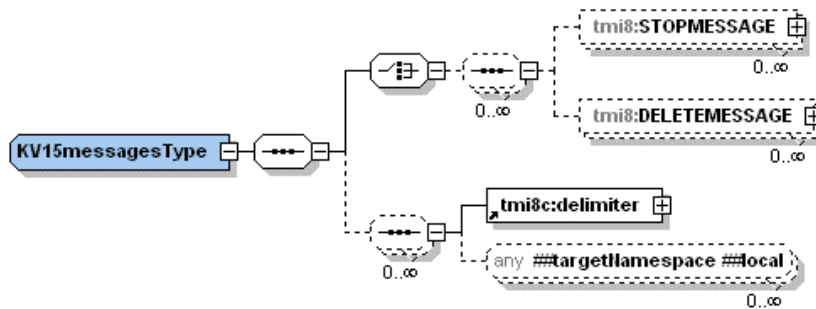 tmi8:STOPMESSAGE
0..∞
0..∞
tmi8:DELETEMESSAGE
0..∞
KV15messagesType
tmi8c:delimiter
0..∞
any ##targetNamespace ##local
0..∞